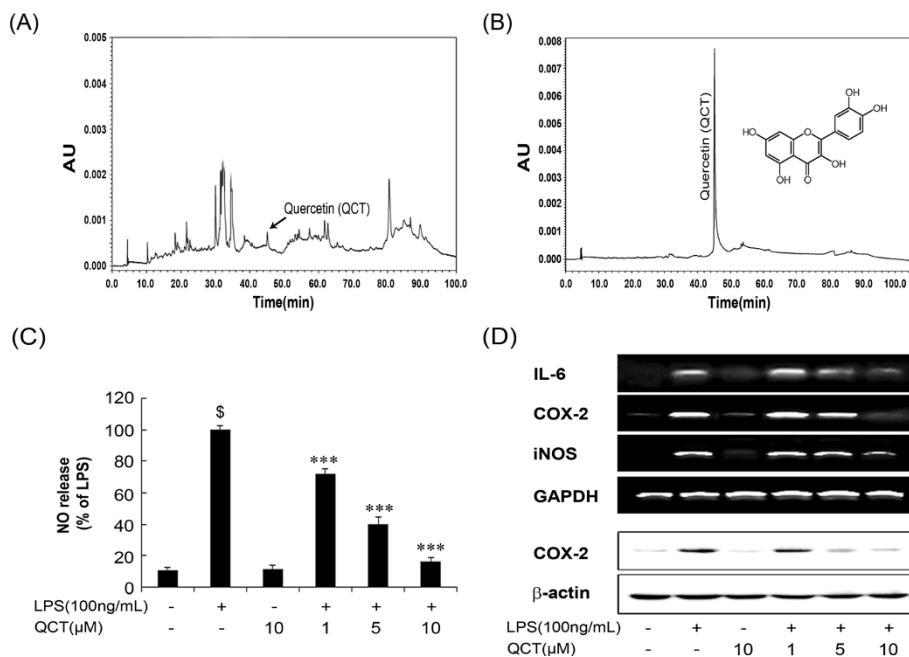 (A)
0.005
0.004
0.003
0.002
0.001
0.000
AU
Quercetin (QCT)
0.0 10.0 20.0 30.0 40.0 50.0 60.0 70.0 80.0 90.0 100.0
Time(min)
(B)
0.008
0.007
0.006
0.005
0.004
0.003
0.002
0.001
0.000
AU
Quercetin (QCT)
OH
OH
HO
O
OH
OH
O
0.0 10.0 20.0 30.0 40.0 50.0 60.0 70.0 80.0 90.0 100.0
Time(min)
(C)
NO release
(% of LPS)
120
100
80
60
40
20
0
$
***
***
***
LPS(100ng/mL) - + - + + +
QCT(µM) - - 10 1 5 10
(D)
IL-6
COX-2
iNOS
GAPDH
COX-2
β-actin
LPS(100ng/mL) - + - + + +
QCT(µM) - - 10 1 5 10